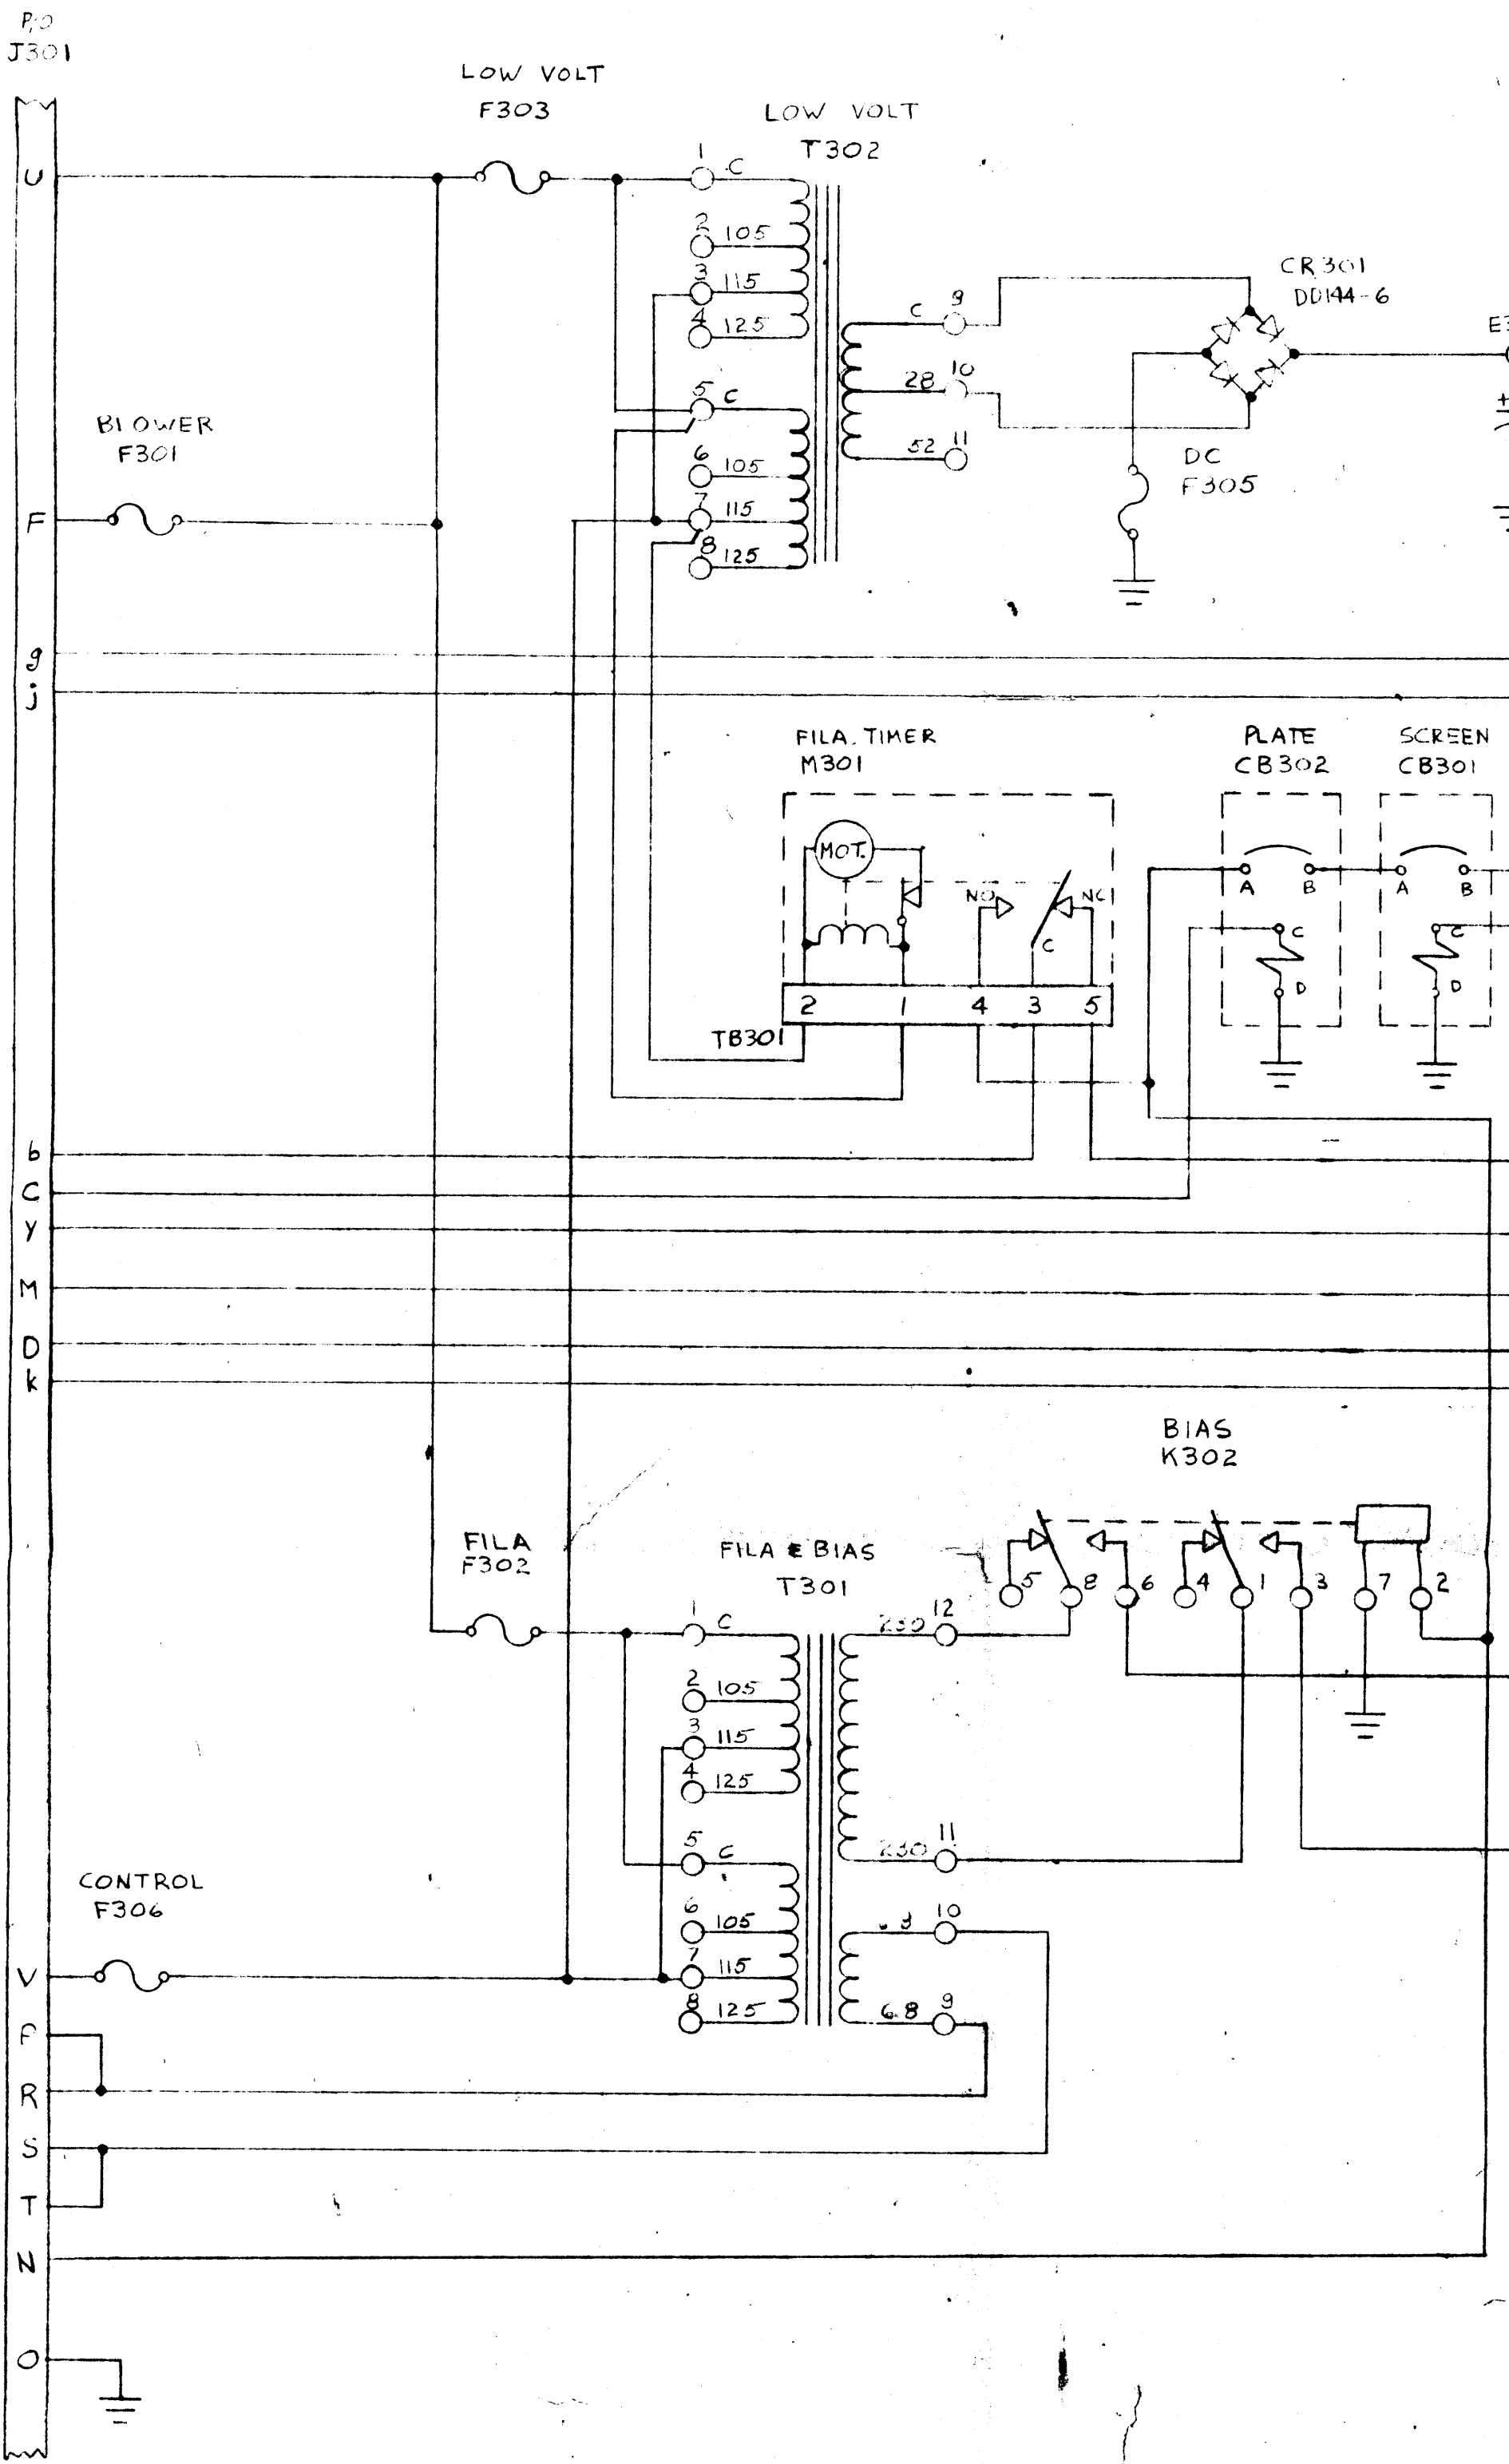 P/O
J301
LOW VOLT
F303
LOW VOLT
T302
U
1 C
2 105
3 115
4 125
5 C
6 105
7 115
8 125
C 9
28 10
52 11
CR301
DD144-6
DC
F305
+
BLOWER
F301
F
g
j
FILA. TIMER
M301
MOT.
NO
NC
C
2 1 4 3 5
TB301
PLATE
CB302
A B
C
D
SCREEN
CB301
A B
C
D
b
C
y
M
D
k
BIAS
K302
5 8 6 4 1 3 7 2
FILA
F302
FILA & BIAS
T301
1 C
2 105
3 115
4 125
5 C
6 105
7 115
8 125
230 12
230 11
10
6.8 9
CONTROL
F306
V
P
R
S
T
N
O